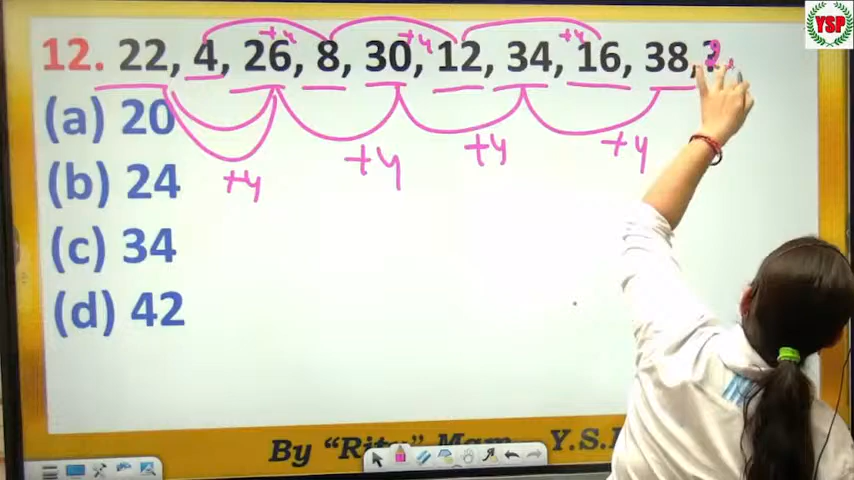 YSP
+4 +4 +4
12. 22, 4, 26, 8, 30, 12, 34, 16, 38, ?
+4 +4 +4 +4
(a) 20
(b) 24
(c) 34
(d) 42
By “Ritu” Mam Y.S.